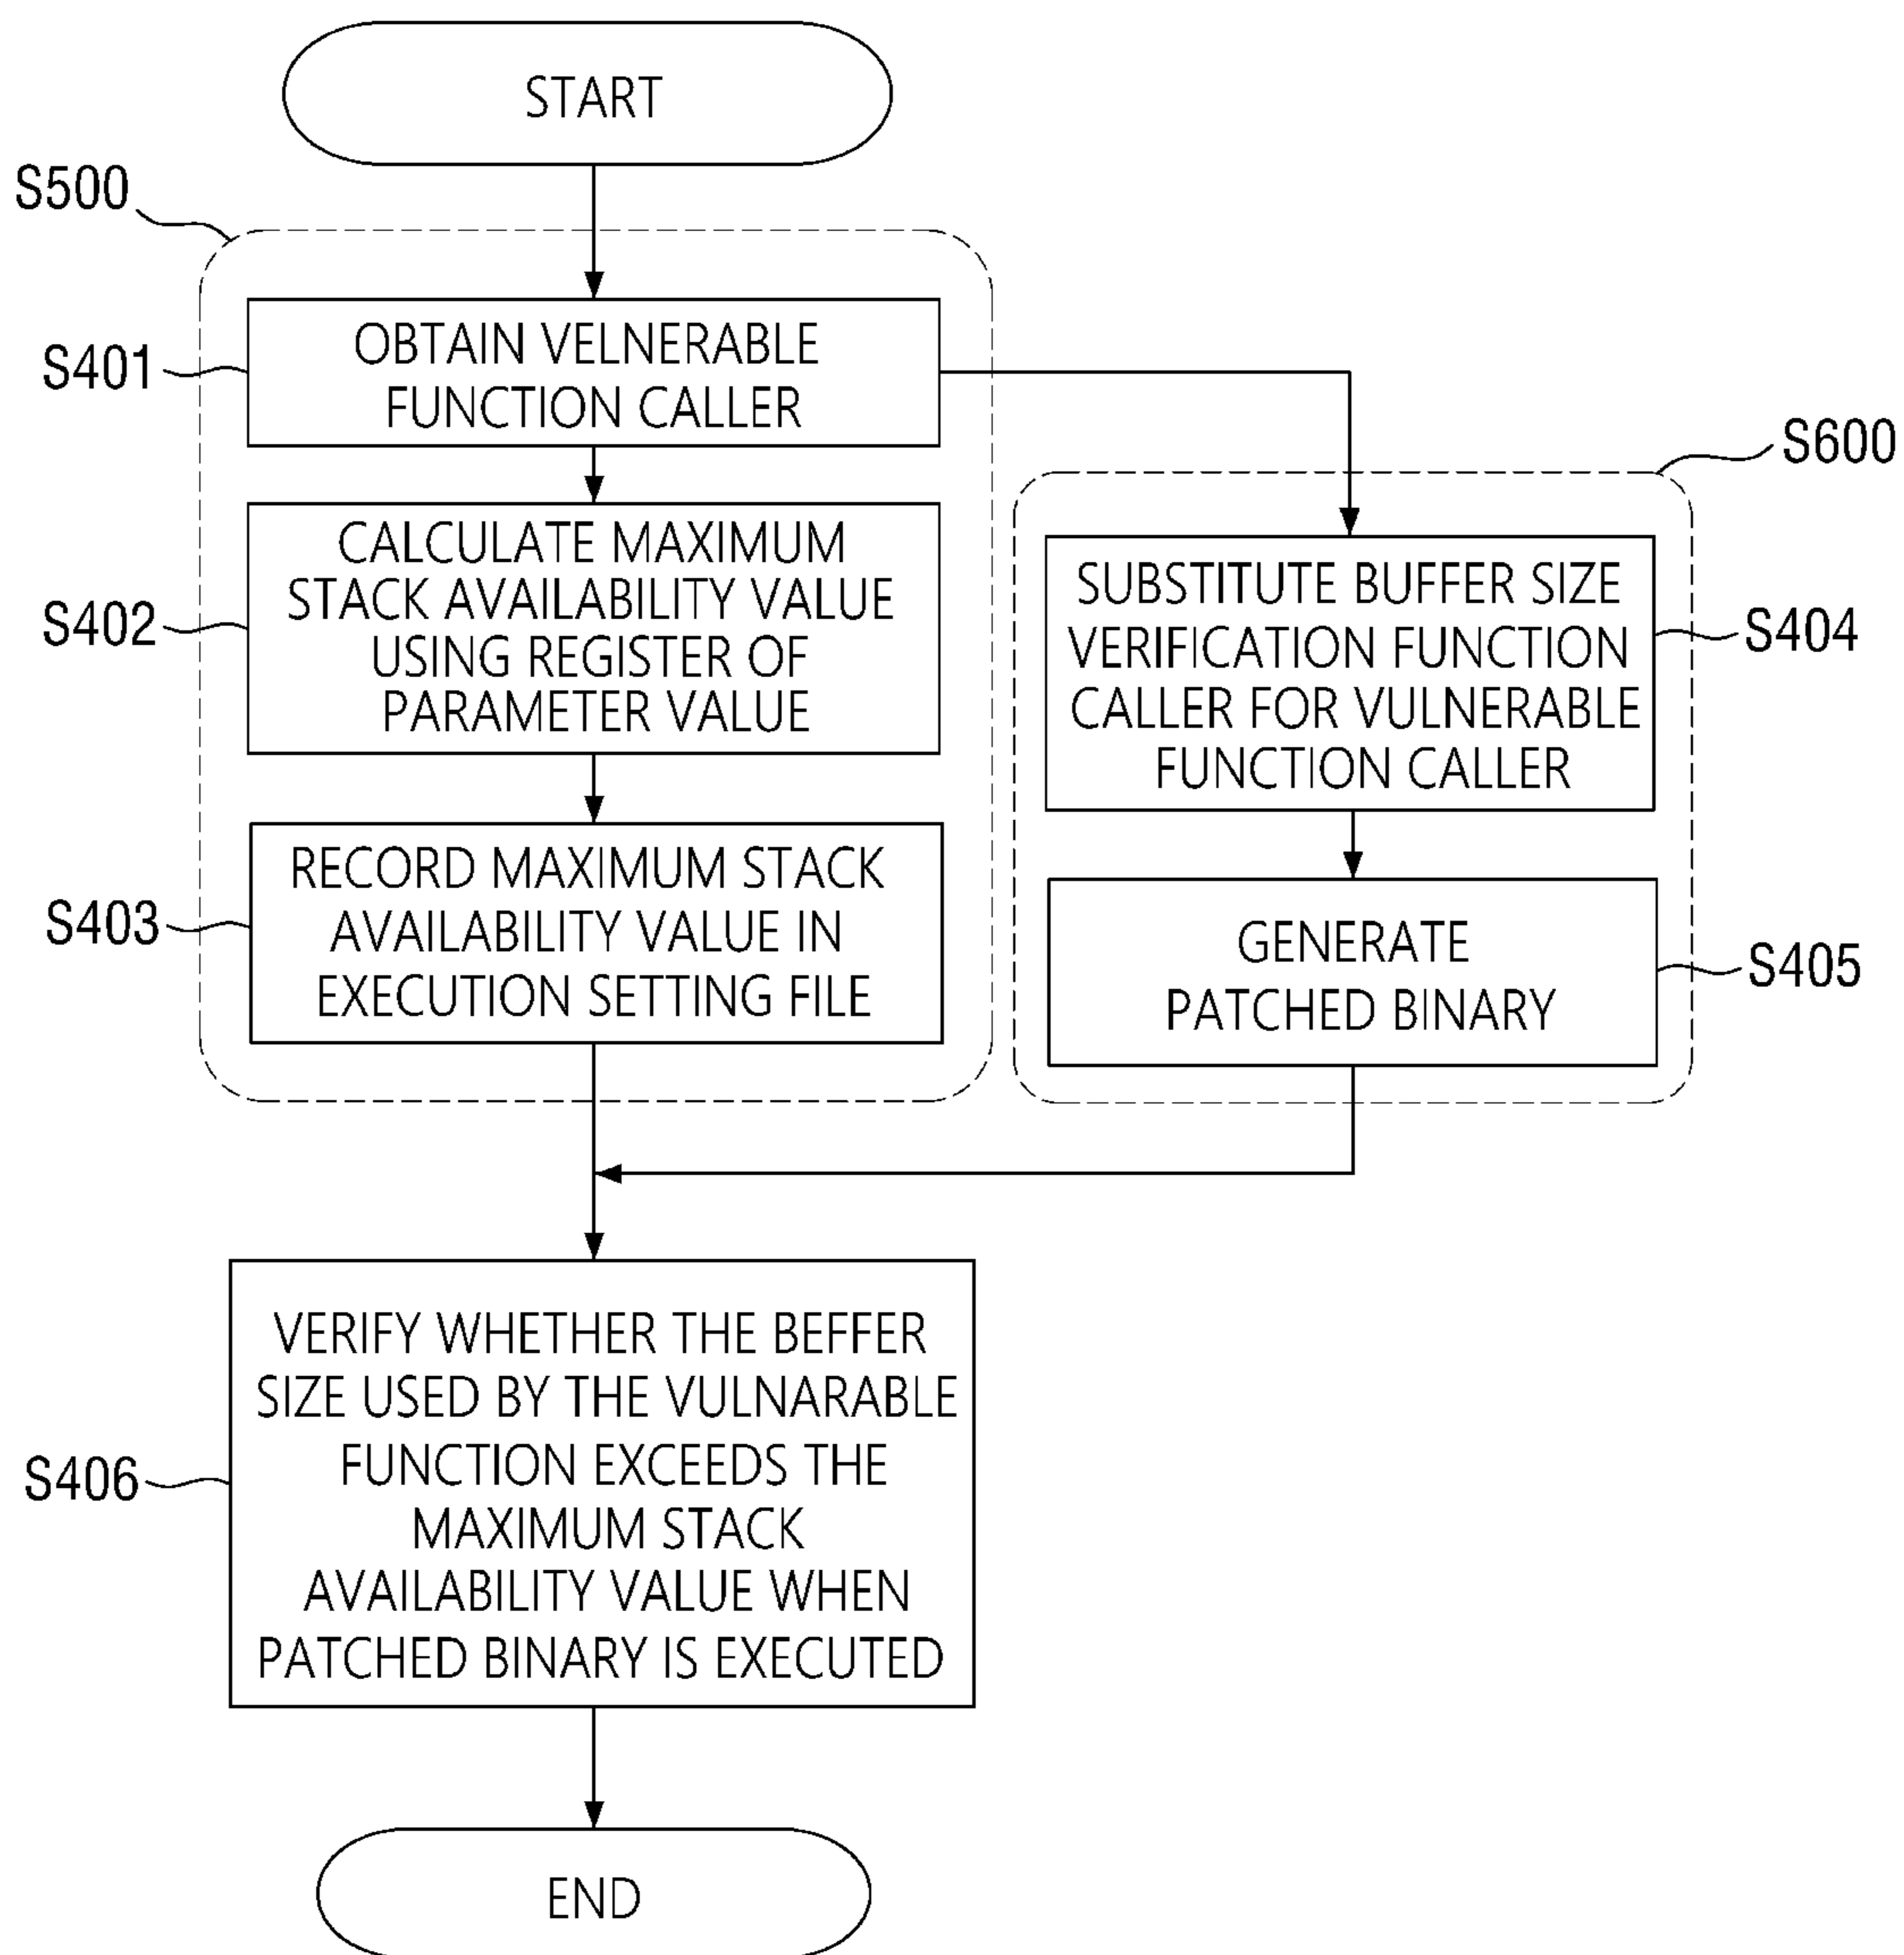 START
S500
S401
OBTAIN VELNERABLE
FUNCTION CALLER
S600
S402
CALCULATE MAXIMUM
STACK AVAILABILITY VALUE
USING REGISTER OF
PARAMETER VALUE
SUBSTITUTE BUFFER SIZE
VERIFICATION FUNCTION
CALLER FOR VULNERABLE
FUNCTION CALLER
S404
S403
RECORD MAXIMUM STACK
AVAILABILITY VALUE IN
EXECUTION SETTING FILE
GENERATE
PATCHED BINARY
S405
S406
VERIFY WHETHER THE BEFFER
SIZE USED BY THE VULNARABLE
FUNCTION EXCEEDS THE
MAXIMUM STACK
AVAILABILITY VALUE WHEN
PATCHED BINARY IS EXECUTED
END